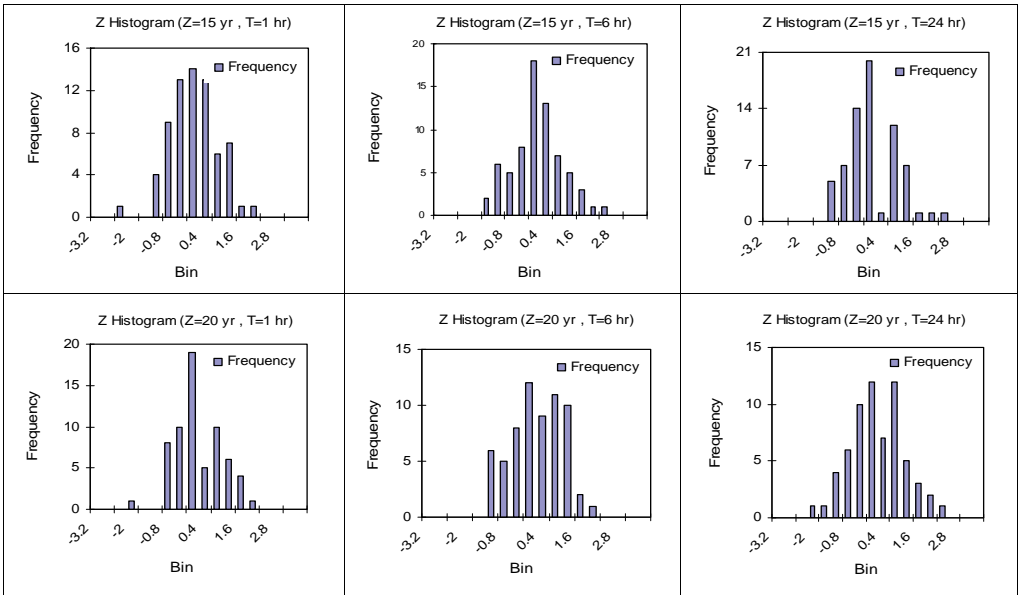 Z Histogram (Z=15 yr , T=1 hr)
16
12
8
4
0
Frequency
Frequency
-3.2
-2
-0.8
0.4
1.6
2.8
Bin
Z Histogram (Z=15 yr , T=6 hr)
20
15
10
5
0
Frequency
Frequency
-3.2
-2
-0.8
0.4
1.6
2.8
Bin
Z Histogram (Z=15 yr , T=24 hr)
21
14
7
0
Frequency
Frequency
-3.2
-2
-0.8
0.4
1.6
2.8
Bin
Z Histogram (Z=20 yr , T=1 hr)
20
15
10
5
0
Frequency
Frequency
-3.2
-2
-0.8
0.4
1.6
2.8
Bin
Z Histogram (Z=20 yr , T=6 hr)
15
10
5
0
Frequency
Frequency
-3.2
-2
-0.8
0.4
1.6
2.8
Bin
Z Histogram (Z=20 yr , T=24 hr)
15
10
5
0
Frequency
Frequency
-3.2
-2
-0.8
0.4
1.6
2.8
Bin